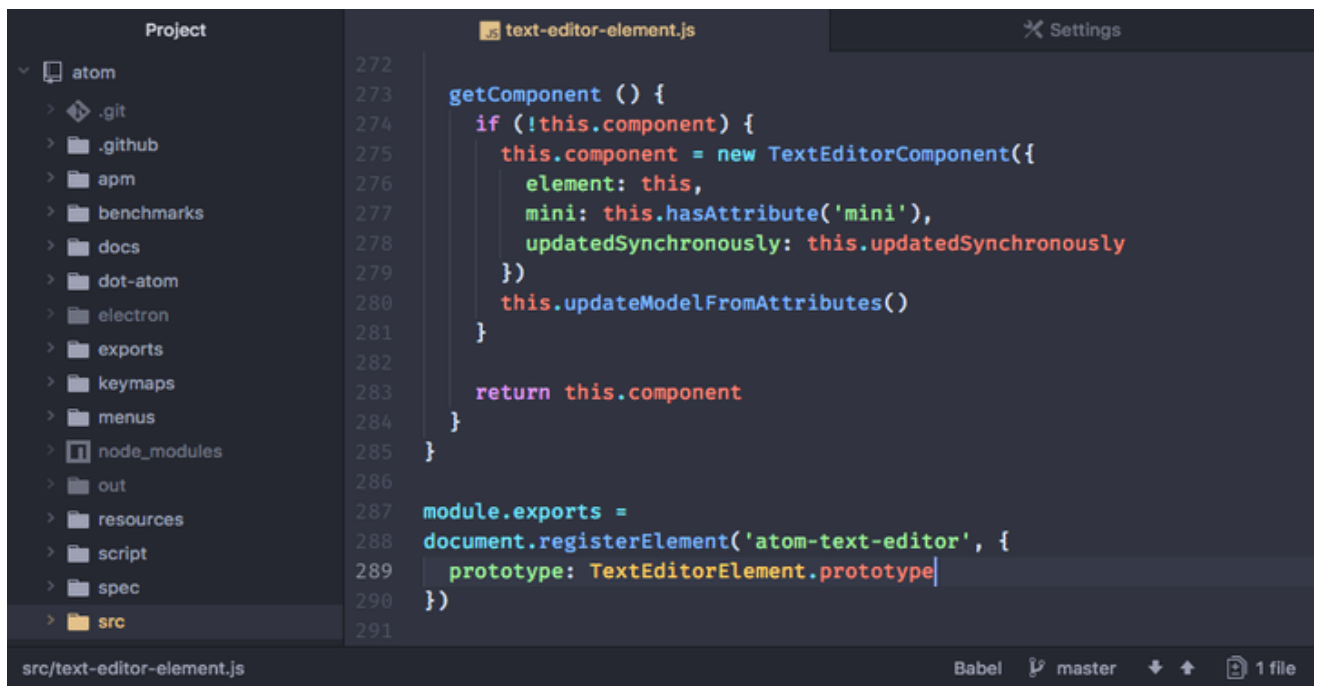 Project
text-editor-element.js
Settings
atom
.git
.github
apm
benchmarks
docs
dot-atom
electron
exports
keymaps
menus
node_modules
out
resources
script
spec
src
272
273 getComponent () {
274 if (!this.component) {
275 this.component = new TextEditorComponent({
276 element: this,
277 mini: this.hasAttribute('mini'),
278 updatedSynchronously: this.updatedSynchronously
279 })
280 this.updateModelFromAttributes()
281 }
282
283 return this.component
284 }
285 }
286
287 module.exports =
288 document.registerElement('atom-text-editor', {
289 prototype: TextEditorElement.prototype
290 })
291
src/text-editor-element.js
Babel master 1 file